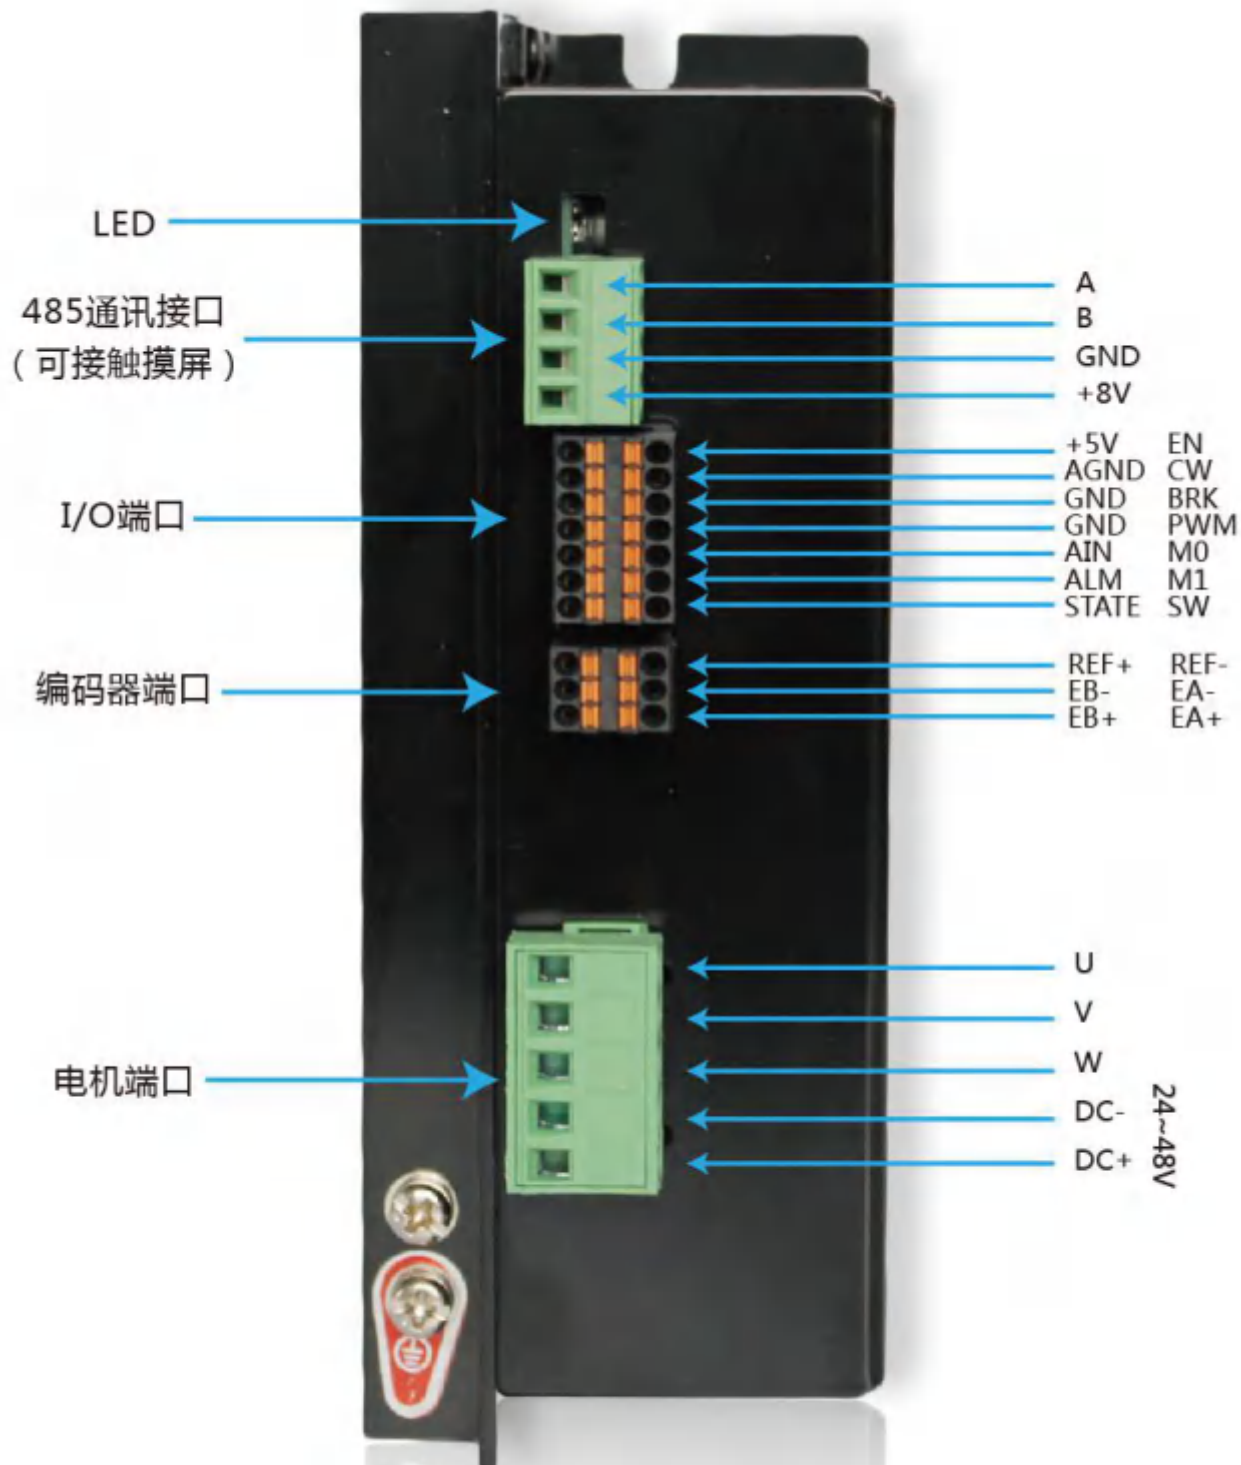 LED
485通讯接口
（可接触摸屏）
A
B
GND
+8V
I/O端口
+5V EN
AGND CW
GND BRK
GND PWM
AIN M0
ALM M1
STATE SW
编码器端口
REF+ REF-
EB- EA-
EB+ EA+
电机端口
U
V
W
DC-
DC+
24~48V